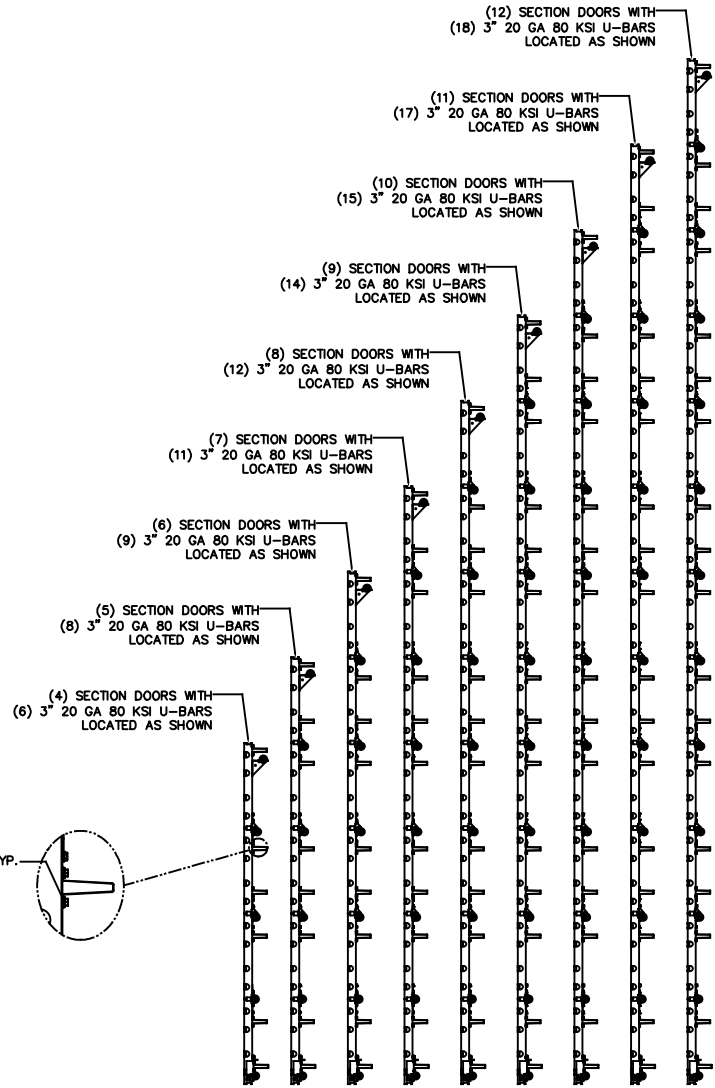 (12) SECTION DOORS WITH
(18) 3" 20 GA 80 KSI U-BARS
LOCATED AS SHOWN
(11) SECTION DOORS WITH
(17) 3" 20 GA 80 KSI U-BARS
LOCATED AS SHOWN
(10) SECTION DOORS WITH
(15) 3" 20 GA 80 KSI U-BARS
LOCATED AS SHOWN
(9) SECTION DOORS WITH
(14) 3" 20 GA 80 KSI U-BARS
LOCATED AS SHOWN
(8) SECTION DOORS WITH
(12) 3" 20 GA 80 KSI U-BARS
LOCATED AS SHOWN
(7) SECTION DOORS WITH
(11) 3" 20 GA 80 KSI U-BARS
LOCATED AS SHOWN
(6) SECTION DOORS WITH
(9) 3" 20 GA 80 KSI U-BARS
LOCATED AS SHOWN
(5) SECTION DOORS WITH
(8) 3" 20 GA 80 KSI U-BARS
LOCATED AS SHOWN
(4) SECTION DOORS WITH
(6) 3" 20 GA 80 KSI U-BARS
LOCATED AS SHOWN
YP.